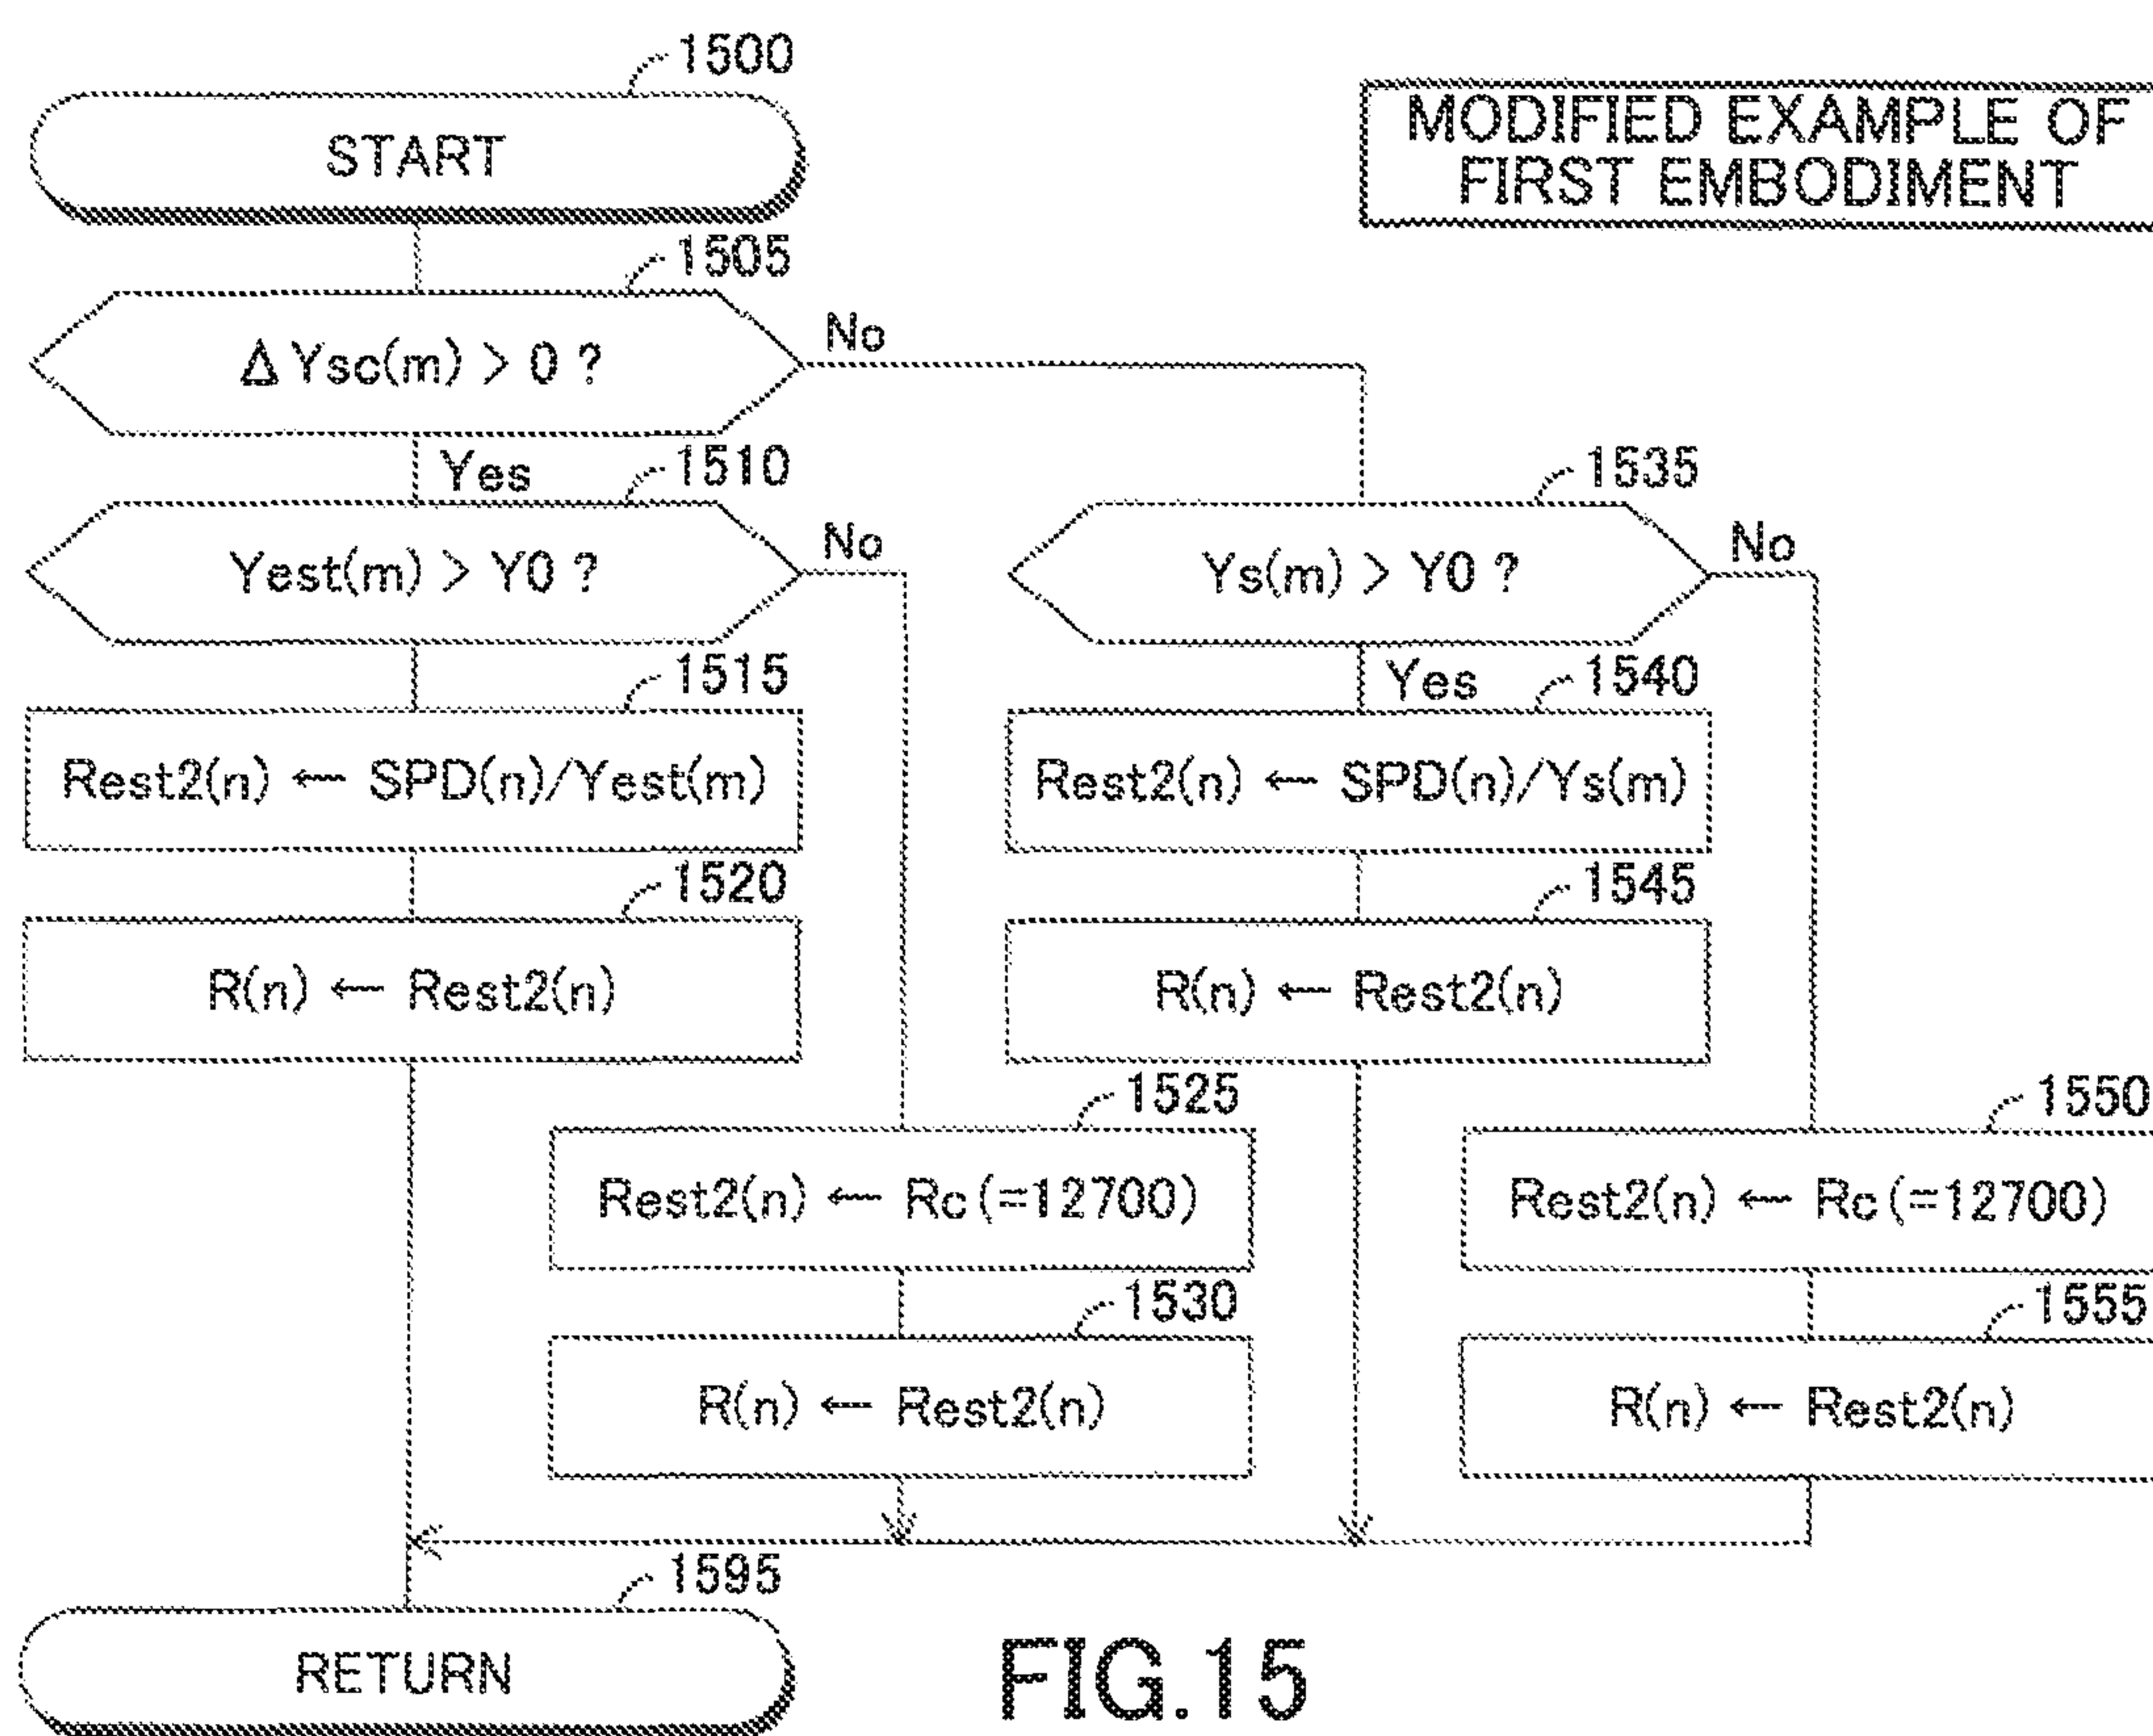 1500
START
MODIFIED EXAMPLE OF
FIRST EMBODIMENT
1505
Δ Ysc(m) > 0 ?
No
Yes
1510
Yest(m) > Y0 ?
No
1535
Ys(m) > Y0 ?
No
1515
Rest2(n) ← SPD(n)/Yest(m)
Yes
1540
Rest2(n) ← SPD(n)/Ys(m)
1520
R(n) ← Rest2(n)
1545
R(n) ← Rest2(n)
1525
Rest2(n) ← Rc(=12700)
1550
Rest2(n) ← Rc(=12700)
1530
R(n) ← Rest2(n)
1555
R(n) ← Rest2(n)
1595
RETURN
FIG.15